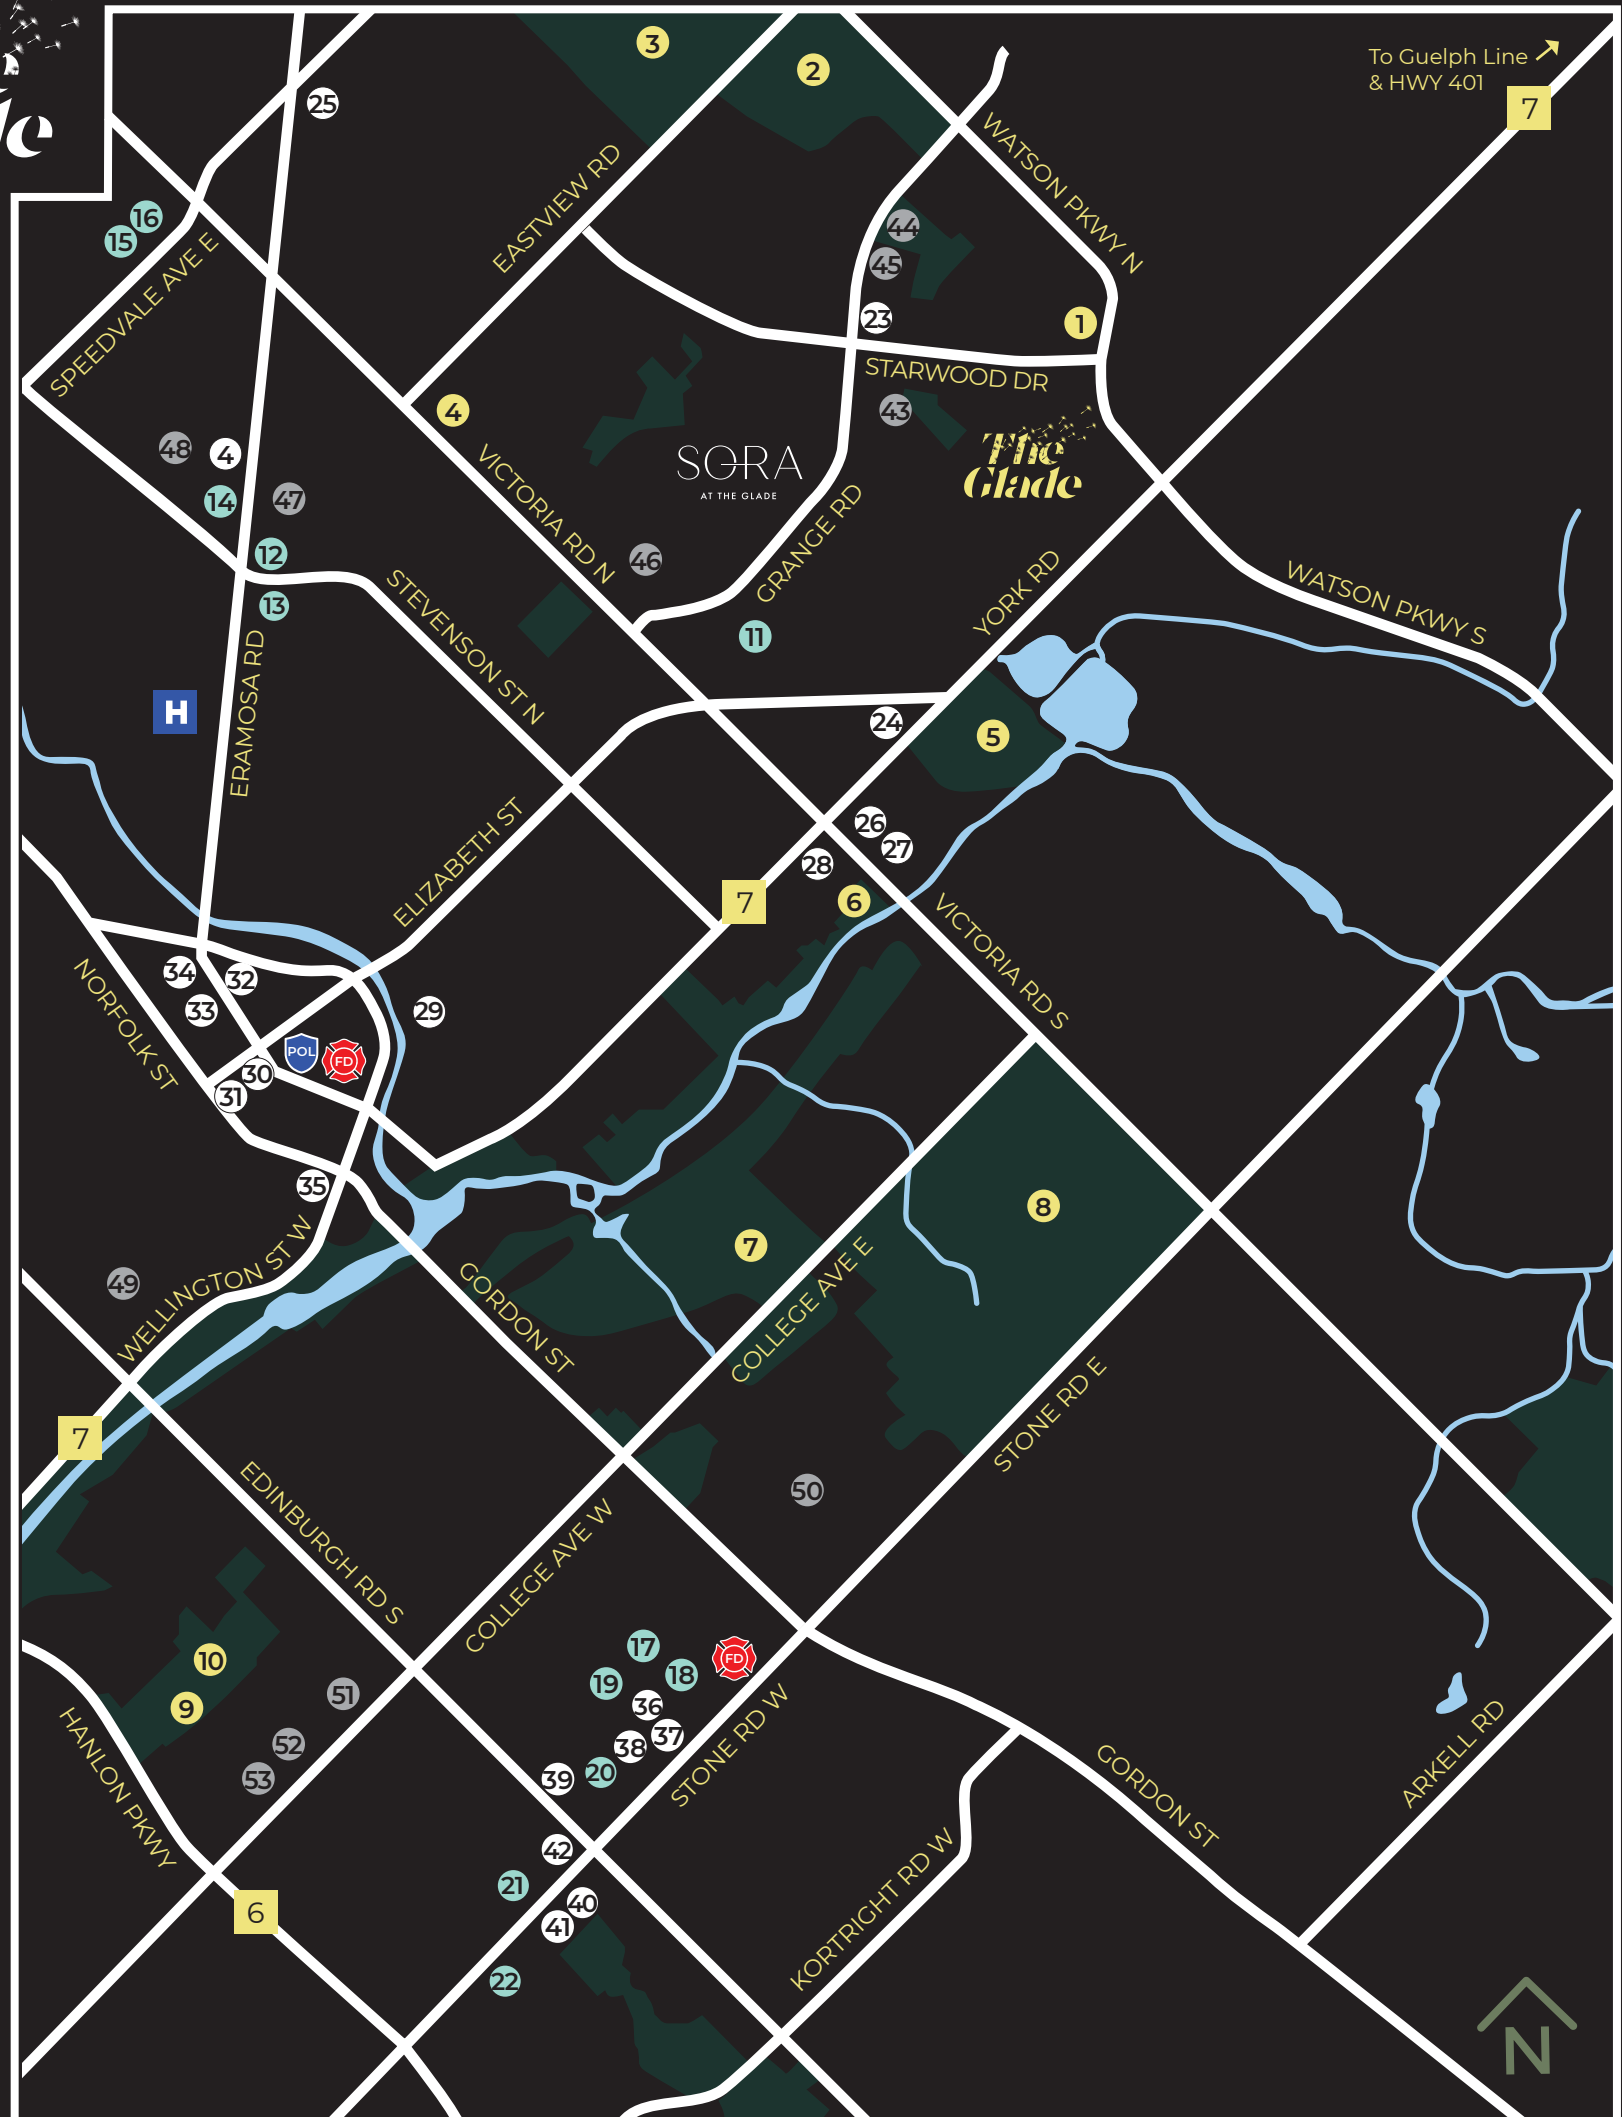 le
To Guelph Line
& HWY 401
7
3
2
25
WATSON PKWY N
EASTVIEW RD
16
15
44
45
SPEEDVALE AVE E
23
1
STARWOOD DR
4
43
The
Glade
SORA
AT THE GLADE
48
4
14
47
VICTORIA RD N
GRANGE RD
12
46
YORK RD
WATSON PKWY S
13
STEVENSON ST N
11
ERAMOSA RD
H
24
5
26
27
28
ELIZABETH ST
7
6
VICTORIA RD S
34
32
33
29
NORFOLK ST
POL
FD
30
31
35
8
WELLINGTON ST W
7
49
GORDON ST
COLLEGE AVE E
7
STONE RD E
EDINBURGH RD S
50
COLLEGE AVE W
10
9
17
FD
18
19
51
36
37
38
52
39
20
53
STONE RD W
HANLON PKWY
ARKELL RD
GORDON ST
42
21
40
41
KORTRIGHT RD W
6
22
N